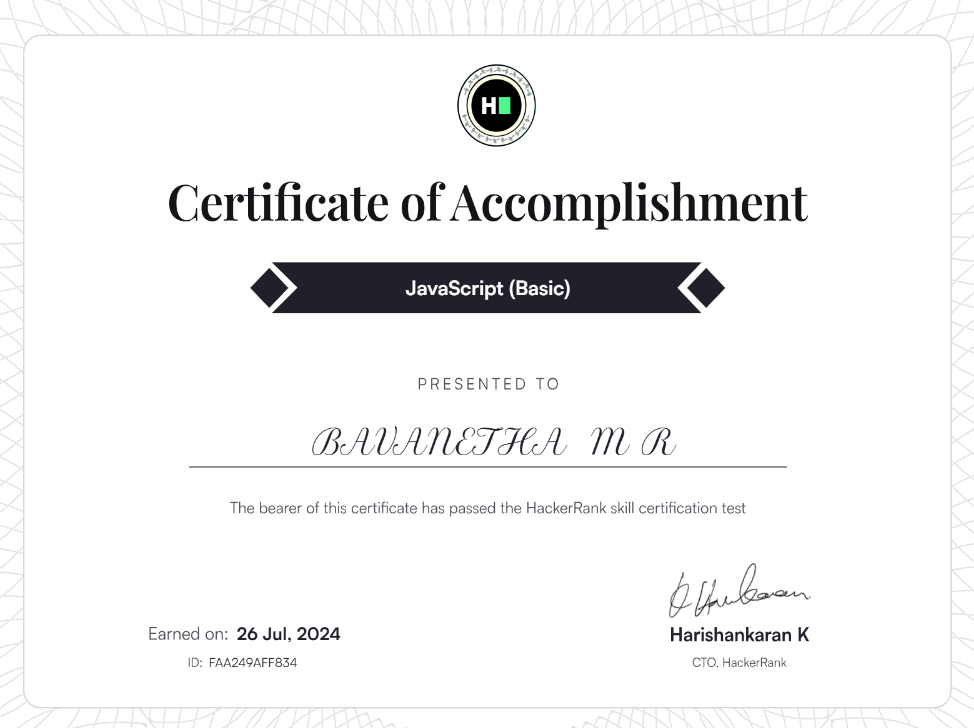 H
Certificate of Accomplishment
JavaScript (Basic)
PRESENTED TO
BAVANETHA M R
The bearer of this certificate has passed the HackerRank skill certification test
Earned on: 26 Jul, 2024
ID: FAA249AFF834
Harishankaran K
CTO, HackerRank